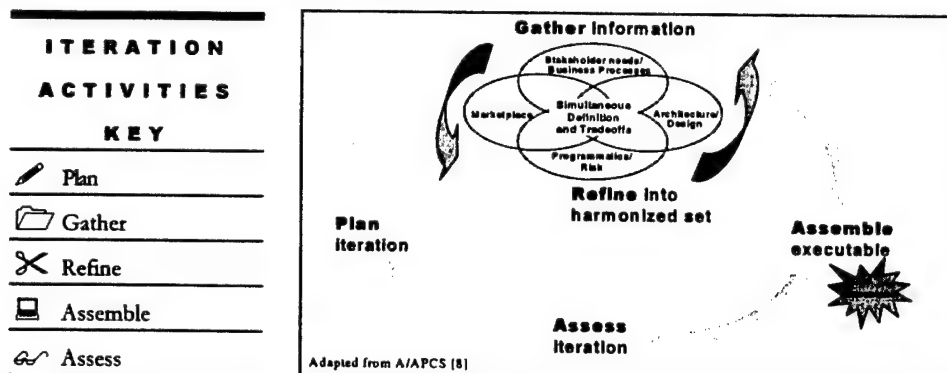 ITERATION
ACTIVITIES
KEY
Plan
Gather
Refine
Assemble
Assess
Gather information
Stakeholder needs/
Business Processes
Marketplace
Simultaneous
Definition
and Tradeoffs
Architecture/
Design
Programmatics/
Risk
Refine into
harmonized set
Plan
iteration
Assemble
executable
Assess
iteration
Adapted from A/APCS [8]